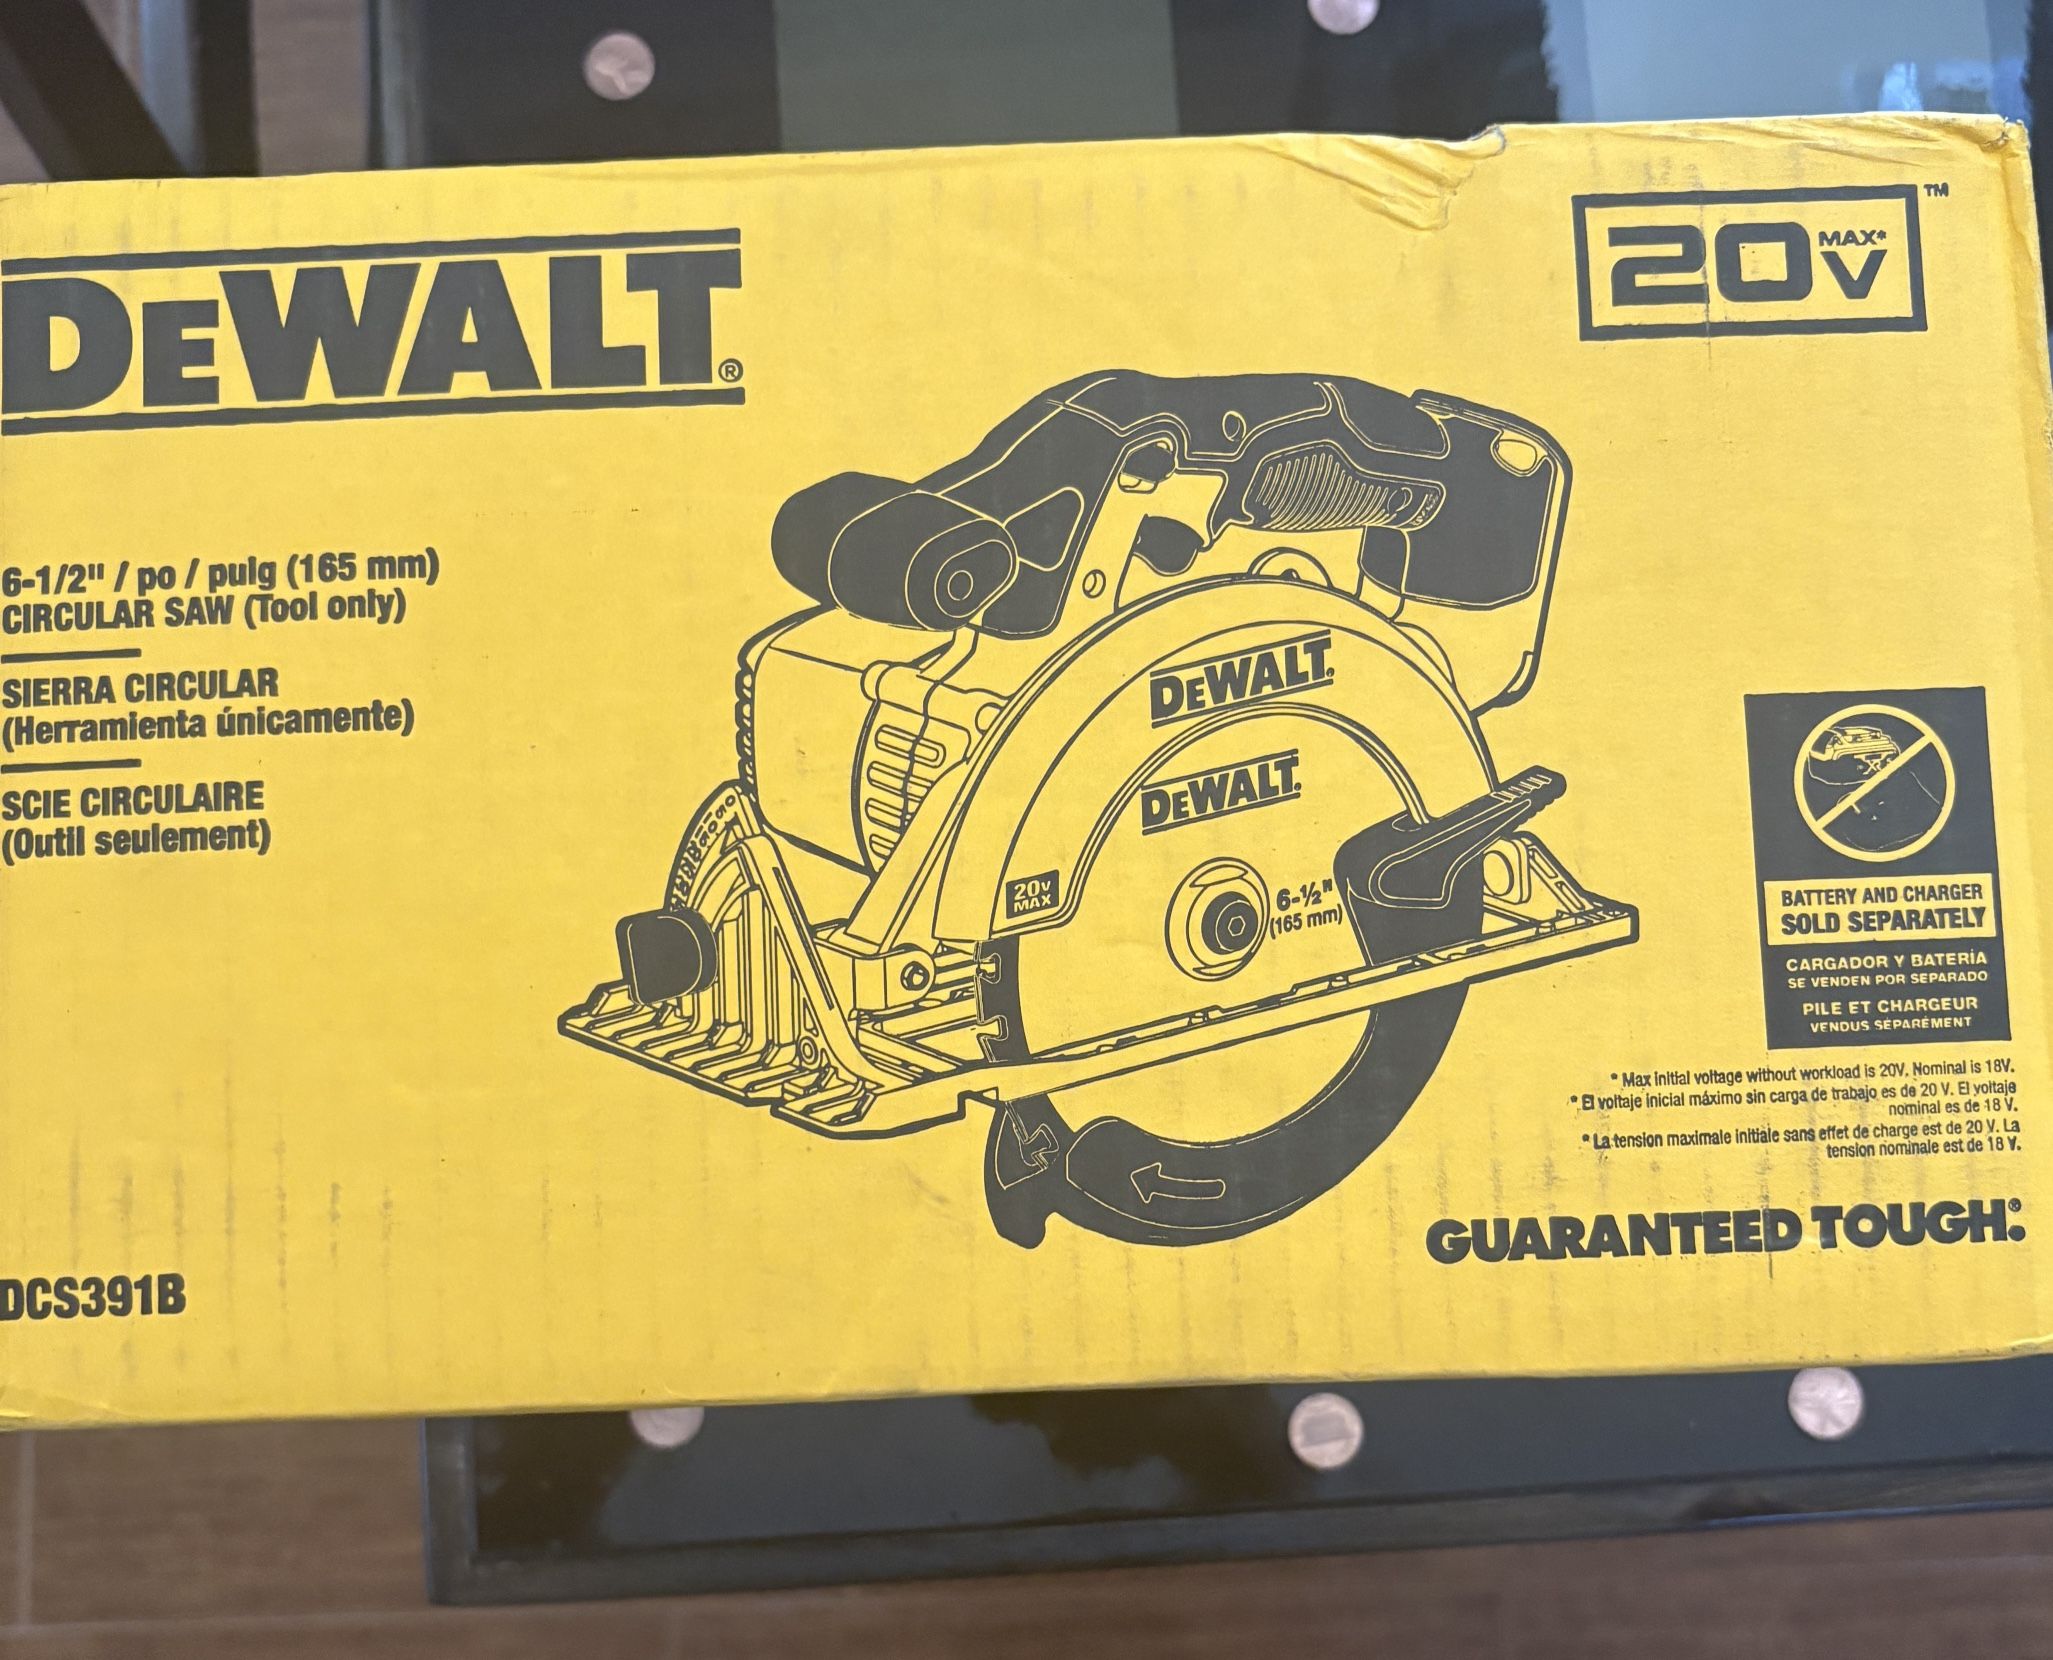 DEWALT®
20V MAX* ™
6-1/2" / po / pulg (165 mm)
CIRCULAR SAW (Tool only)
SIERRA CIRCULAR
(Herramienta únicamente)
SCIE CIRCULAIRE
(Outil seulement)
DEWALT.
DEWALT.
20V
MAX
6-½"
(165 mm)
BATTERY AND CHARGER
SOLD SEPARATELY
CARGADOR Y BATERÍA
SE VENDEN POR SEPARADO
PILE ET CHARGEUR
VENDUS SÉPARÉMENT
* Max initial voltage without workload is 20V. Nominal is 18V.
* El voltaje inicial máximo sin carga de trabajo es de 20 V. El voltaje
nominal es de 18 V.
* La tension maximale initiale sans effet de charge est de 20 V. La
tension nominale est de 18 V.
GUARANTEED TOUGH.®
DCS391B